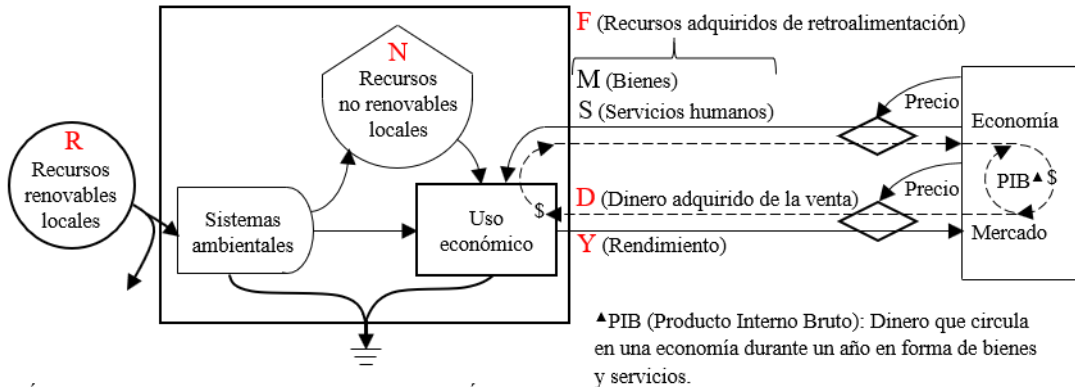 R
Recursos
renovables
locales
N
Recursos
no renovables
locales
Sistemas
ambientales
Uso
económico
F (Recursos adquiridos de retroalimentación)
M (Bienes)
S (Servicios humanos)
Precio
Economía
PIB▲ $
Precio
$
D (Dinero adquirido de la venta)
Y (Rendimiento)
Mercado
▲PIB (Producto Interno Bruto): Dinero que circula
en una economía durante un año en forma de bienes
y servicios.